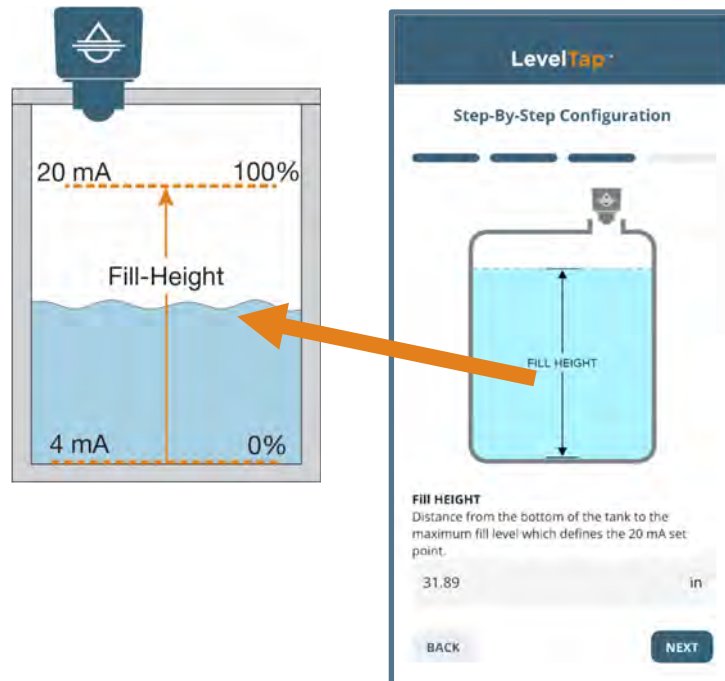 20 mA 100%
Fill-Height
4 mA 0%
LevelTap™
Step-By-Step Configuration
FILL HEIGHT
Fill HEIGHT
Distance from the bottom of the tank to the
maximum fill level which defines the 20 mA set
point.
31.89 in
BACK NEXT